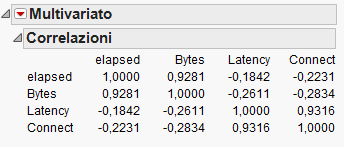 Multivariato
Correlazioni
elapsed Bytes Latency Connect
elapsed 1,0000 0,9281 -0,1842 -0,2231
Bytes 0,9281 1,0000 -0,2611 -0,2834
Latency -0,1842 -0,2611 1,0000 0,9316
Connect -0,2231 -0,2834 0,9316 1,0000